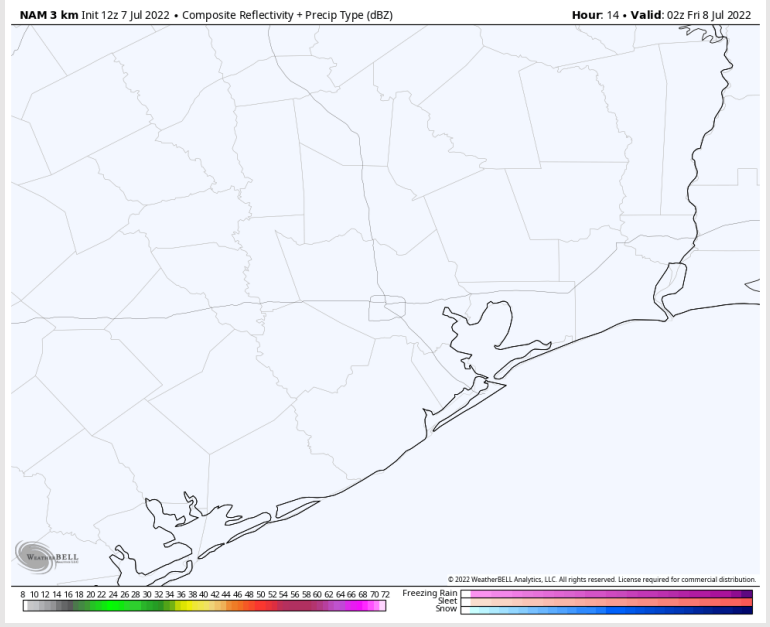 NAM 3 km Init 12z 7 Jul 2022 • Composite Reflectivity + Precip Type (dBZ) Hour: 14 • Valid: 02z Fri 8 Jul 2022
WEATHERBELL
© 2022 WeatherBELL Analytics, LLC. All rights reserved. License required for commercial distribution.
8 10 12 14 16 18 20 22 24 26 28 30 32 34 36 38 40 42 44 46 48 50 52 54 56 58 60 62 64 66 68 70 72
Freezing Rain
Sleet
Snow